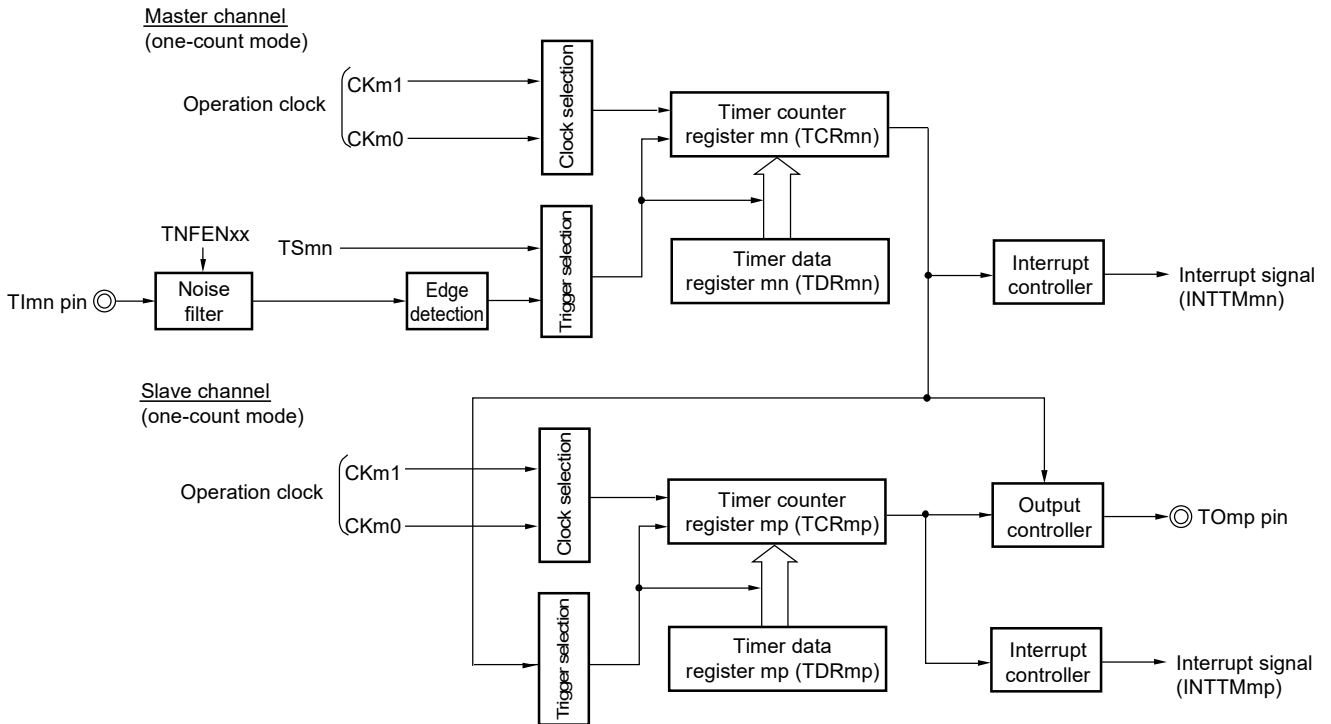 Master channel
(one-count mode)
Operation clock
CKm1
CKm0
Clock selection
Timer counter
register mn (TCRmn)
TNFENxx
TSmn
TImn pin
Noise
filter
Edge
detection
Trigger selection
Timer data
register mn (TDRmn)
Interrupt
controller
Interrupt signal
(INTTMmn)
Slave channel
(one-count mode)
Operation clock
CKm1
CKm0
Clock selection
Timer counter
register mp (TCRmp)
Output
controller
TOmp pin
Trigger selection
Timer data
register mp (TDRmp)
Interrupt
controller
Interrupt signal
(INTTMmp)